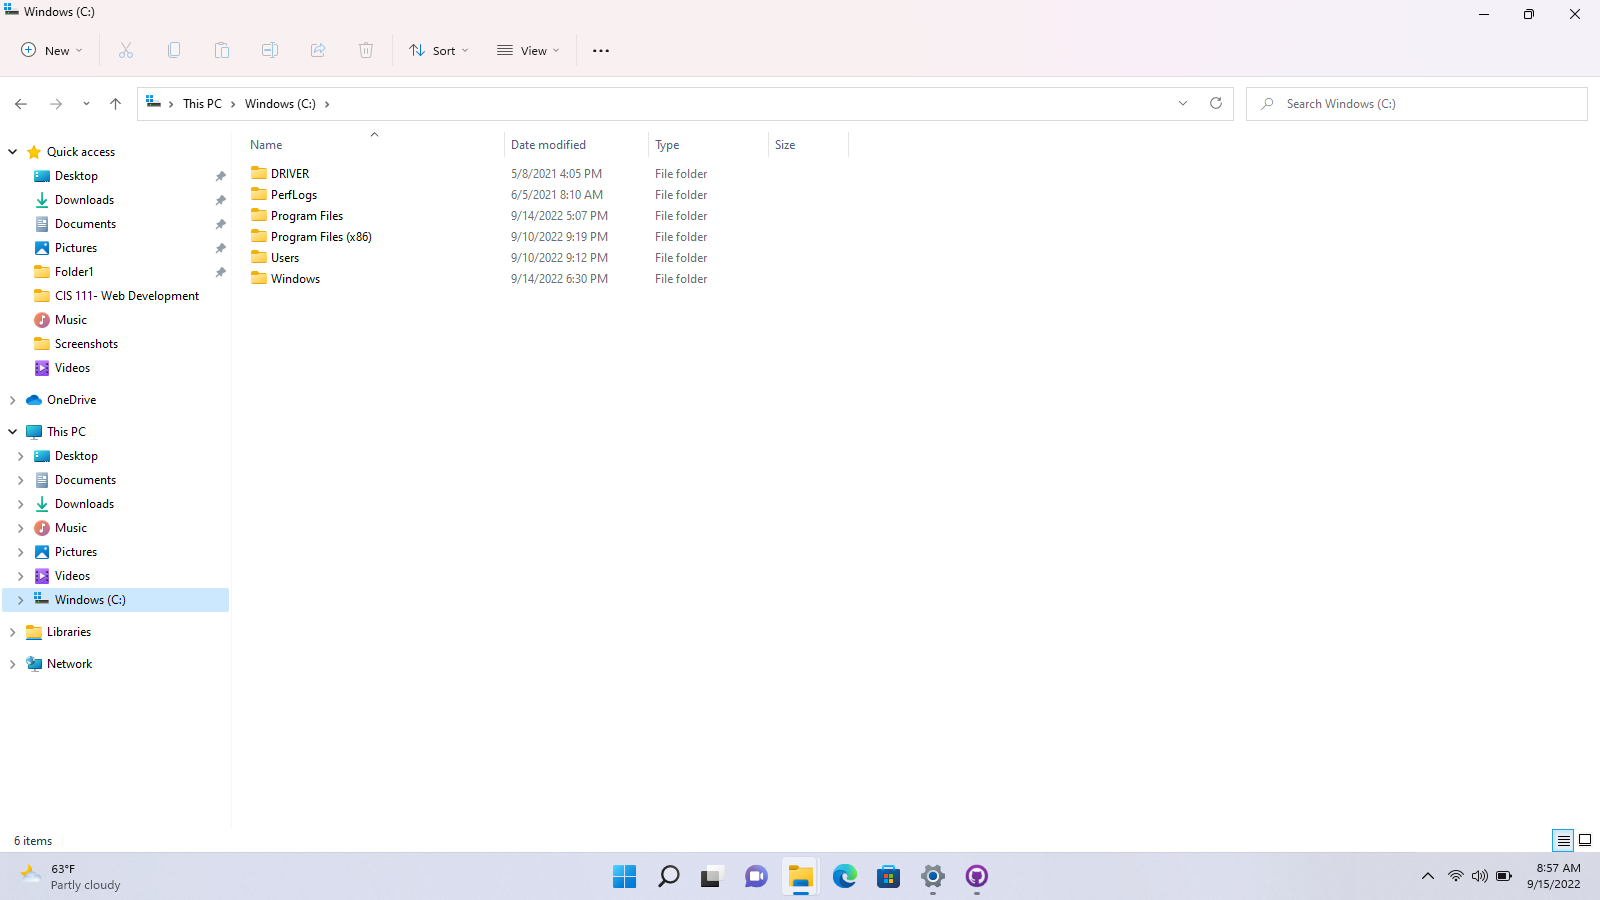 Windows (C:)
New
Sort
View
This PC
Windows (C:)
Search Windows (C:)
Name
Date modified
Type
Size
DRIVER 5/8/2021 4:05 PM File folder
PerfLogs 6/5/2021 8:10 AM File folder
Program Files 9/14/2022 5:07 PM File folder
Program Files (x86) 9/10/2022 9:19 PM File folder
Users 9/10/2022 9:12 PM File folder
Windows 9/14/2022 6:30 PM File folder
Quick access
Desktop
Downloads
Documents
Pictures
Folder1
CIS 111- Web Development
Music
Screenshots
Videos
OneDrive
This PC
Desktop
Documents
Downloads
Music
Pictures
Videos
Windows (C:)
Libraries
Network
6 items
63°F
Partly cloudy
8:57 AM
9/15/2022